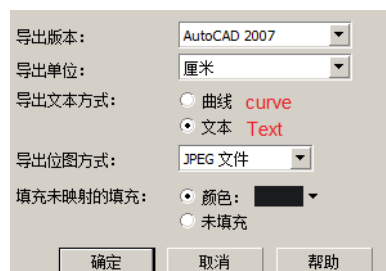 导出版本： AutoCAD 2007
导出单位： 厘米
导出文本方式： 曲线 curve
文本 Text
导出位图方式： JPEG 文件
填充未映射的填充： 颜色：
未填充
确定 取消 帮助